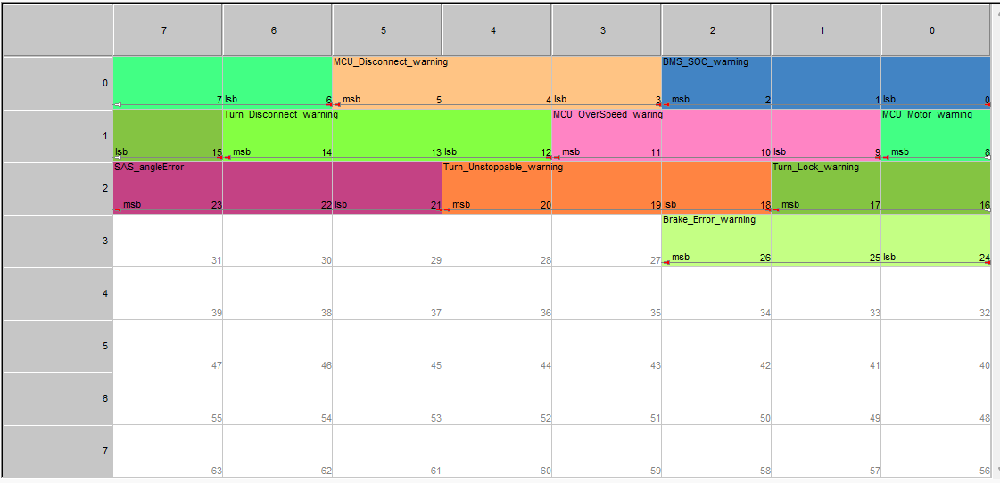 7 6 5 4 3 2 1 0
MCU_Disconnect_warning BMS_SOC_warning
0 7 lsb 6 msb 5 4 lsb 3 msb 2 1 lsb 0
Turn_Disconnect_warning MCU_OverSpeed_waring MCU_Motor_warning
1 lsb 15 msb 14 13 lsb 12 msb 11 10 lsb 9 msb 8
SAS_angleError Turn_Unstoppable_warning Turn_Lock_warning
2 msb 23 22 lsb 21 msb 20 19 lsb 18 msb 17 16
Brake_Error_warning
3 31 30 29 28 27 msb 26 25 lsb 24
4 39 38 37 36 35 34 33 32
5 47 46 45 44 43 42 41 40
6 55 54 53 52 51 50 49 48
7 63 62 61 60 59 58 57 56